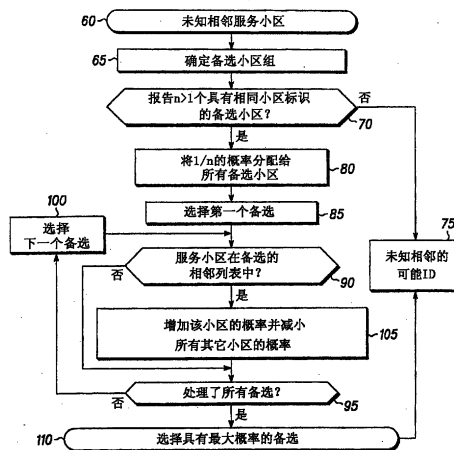 60
未知相邻服务小区
65
确定备选小区组
报告n>1个具有相同小区标识
的备选小区?
否
70
是
将1/n的概率分配给
所有备选小区
80
100
选择
下一个备选
选择第一个备选
85
75
未知相邻的
可能ID
否
服务小区在备选的
相邻列表中?
90
是
增加该小区的概率并减小
所有其它小区的概率
105
否
处理了所有备选?
95
是
110
选择具有最大概率的备选